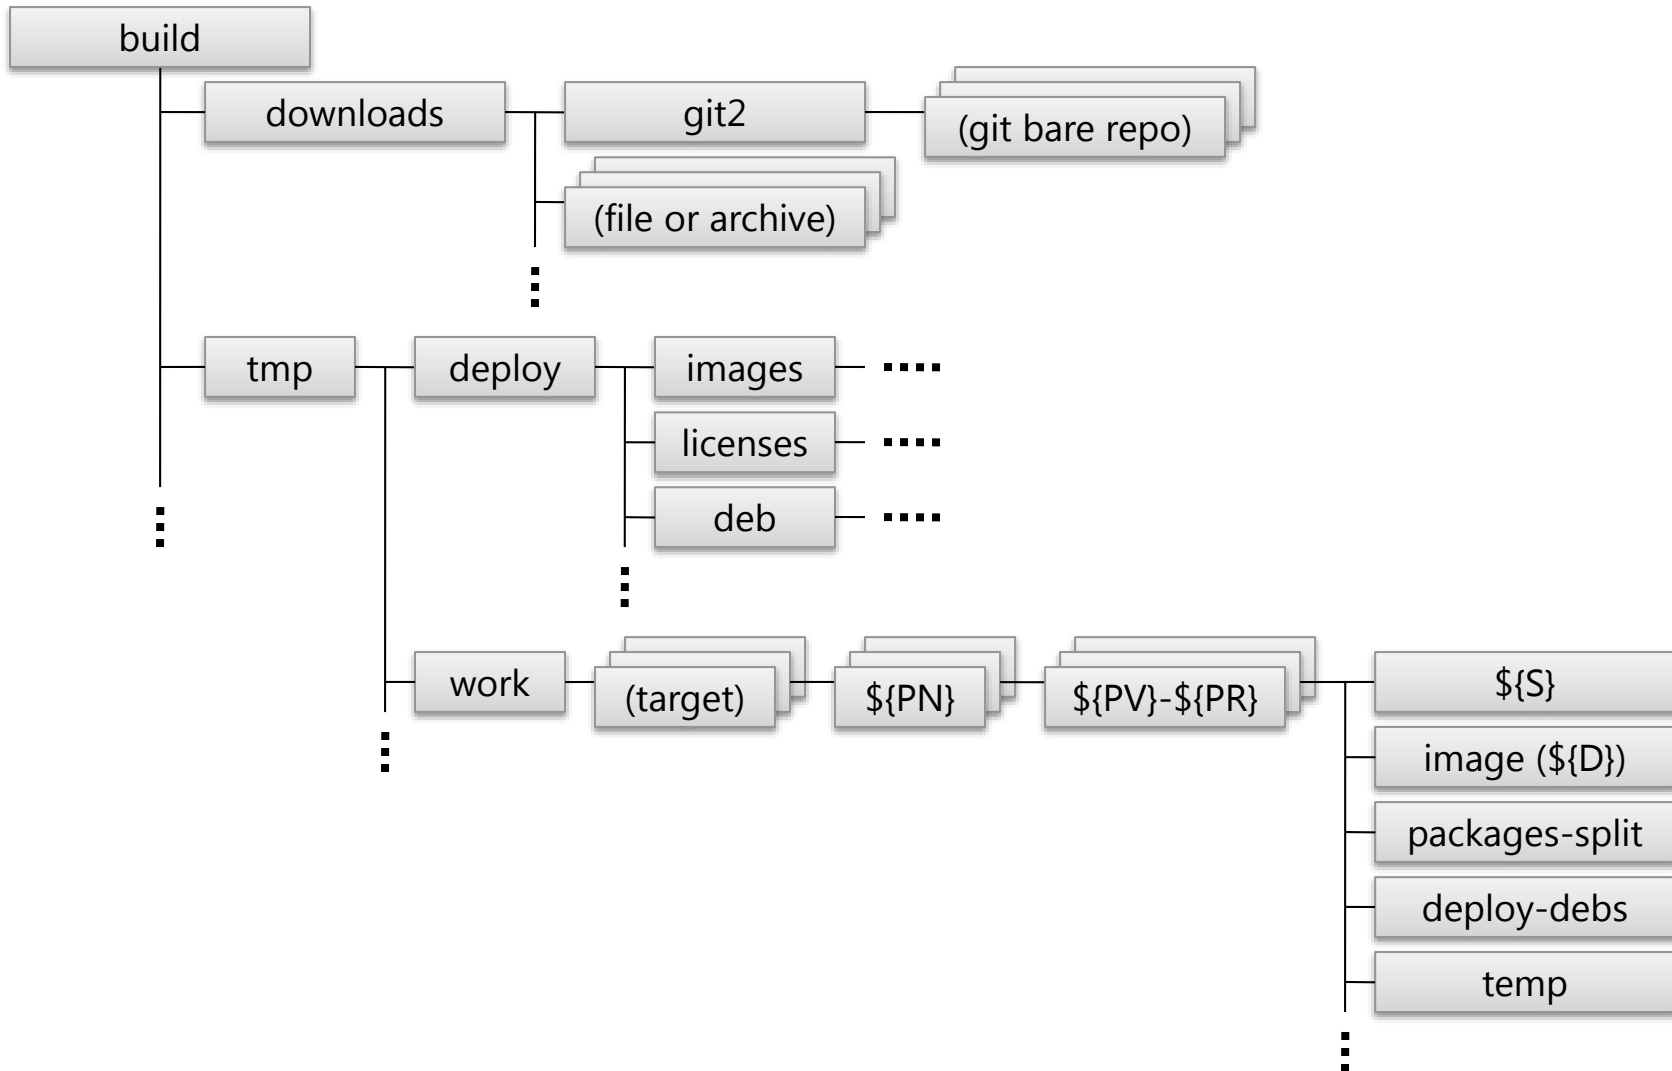 build
downloads
git2
(git bare repo)
(file or archive)
tmp
deploy
images
licenses
deb
work
(target)
${PN}
${PV}-${PR}
${S}
image (${D})
packages-split
deploy-debs
temp